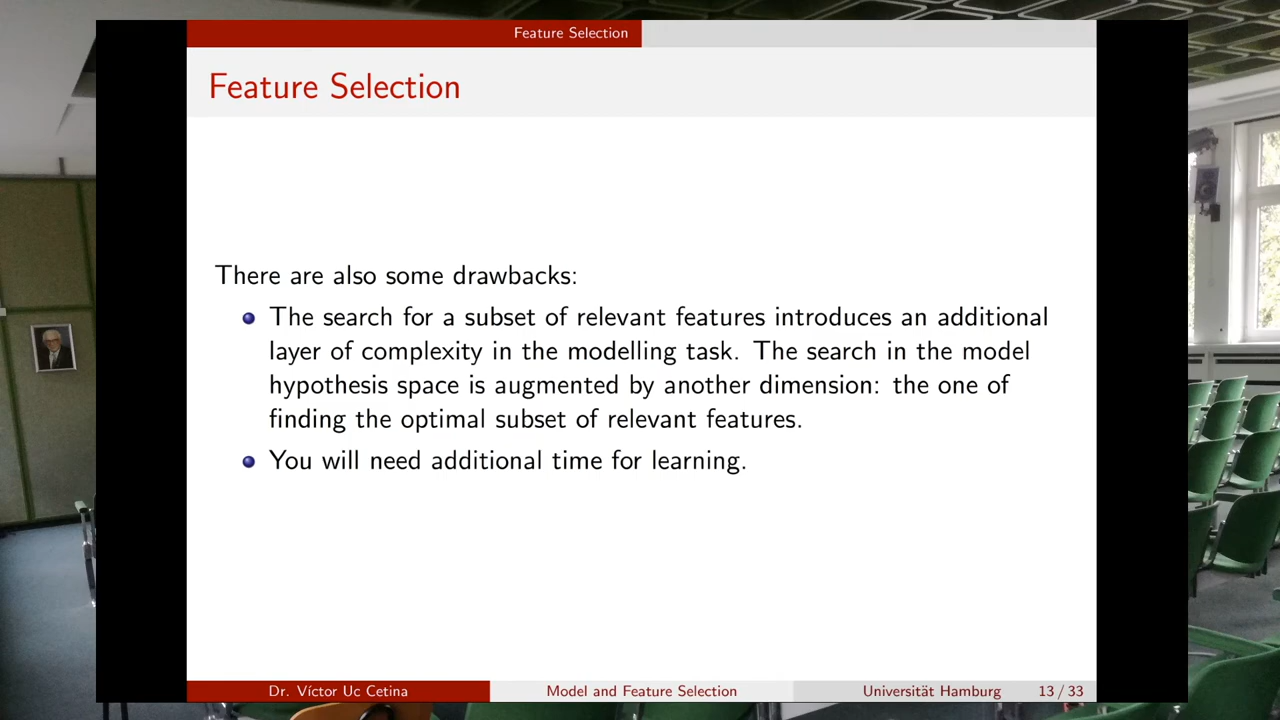 Feature Selection
Feature Selection
There are also some drawbacks:
The search for a subset of relevant features introduces an additional
layer of complexity in the modelling task. The search in the model
hypothesis space is augmented by another dimension: the one of
finding the optimal subset of relevant features.
You will need additional time for learning.
Dr. Víctor Uc Cetina
Model and Feature Selection
Universität Hamburg
13 / 33